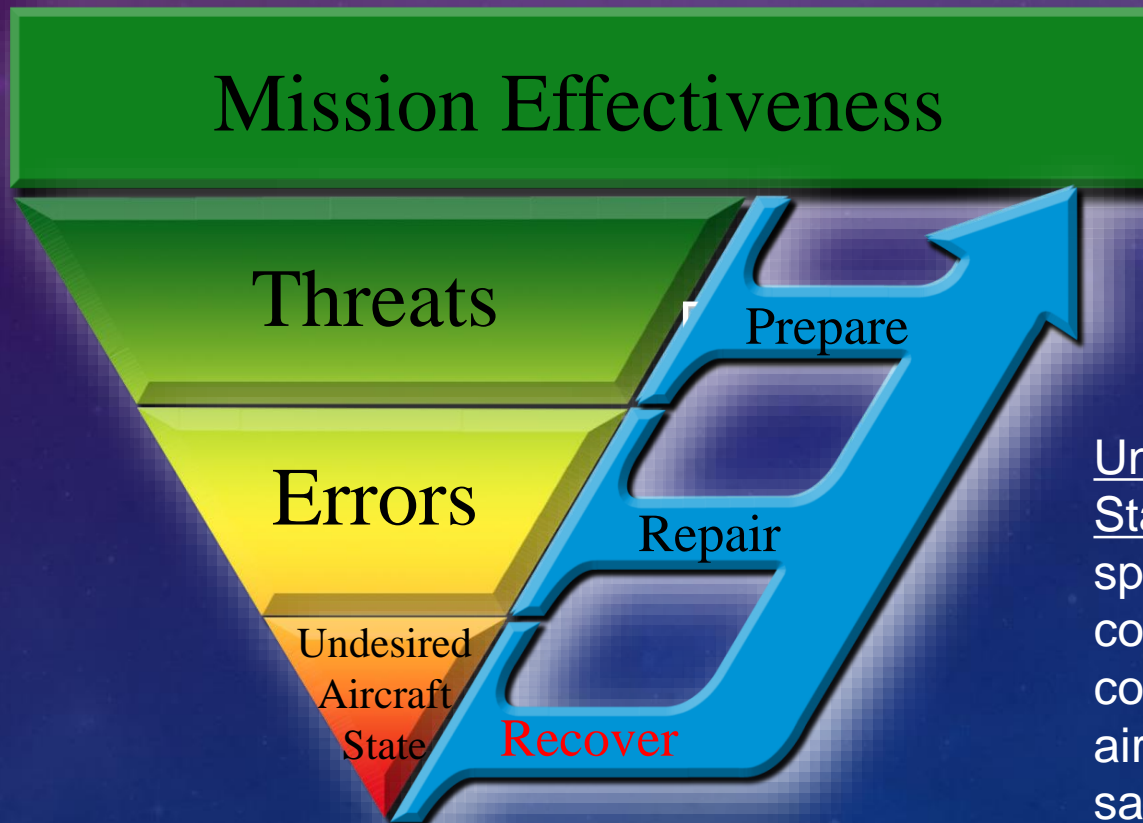 Mission Effectiveness
Threats
Prepare
Errors
Repair
Undesired
Aircraft
State
Recover